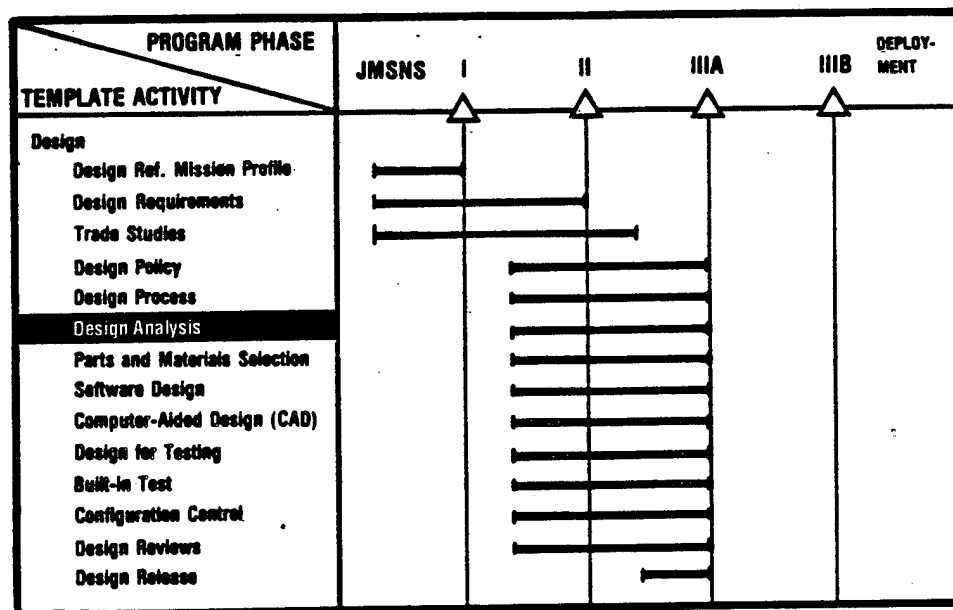 PROGRAM PHASE
TEMPLATE ACTIVITY
JMSNS I II IIIA IIIB DEPLOY-
MENT
Design
Design Ref. Mission Profile
Design Requirements
Trade Studies
Design Policy
Design Process
Design Analysis
Parts and Materials Selection
Software Design
Computer-Aided Design (CAD)
Design for Testing
Built-in Test
Configuration Control
Design Reviews
Design Release